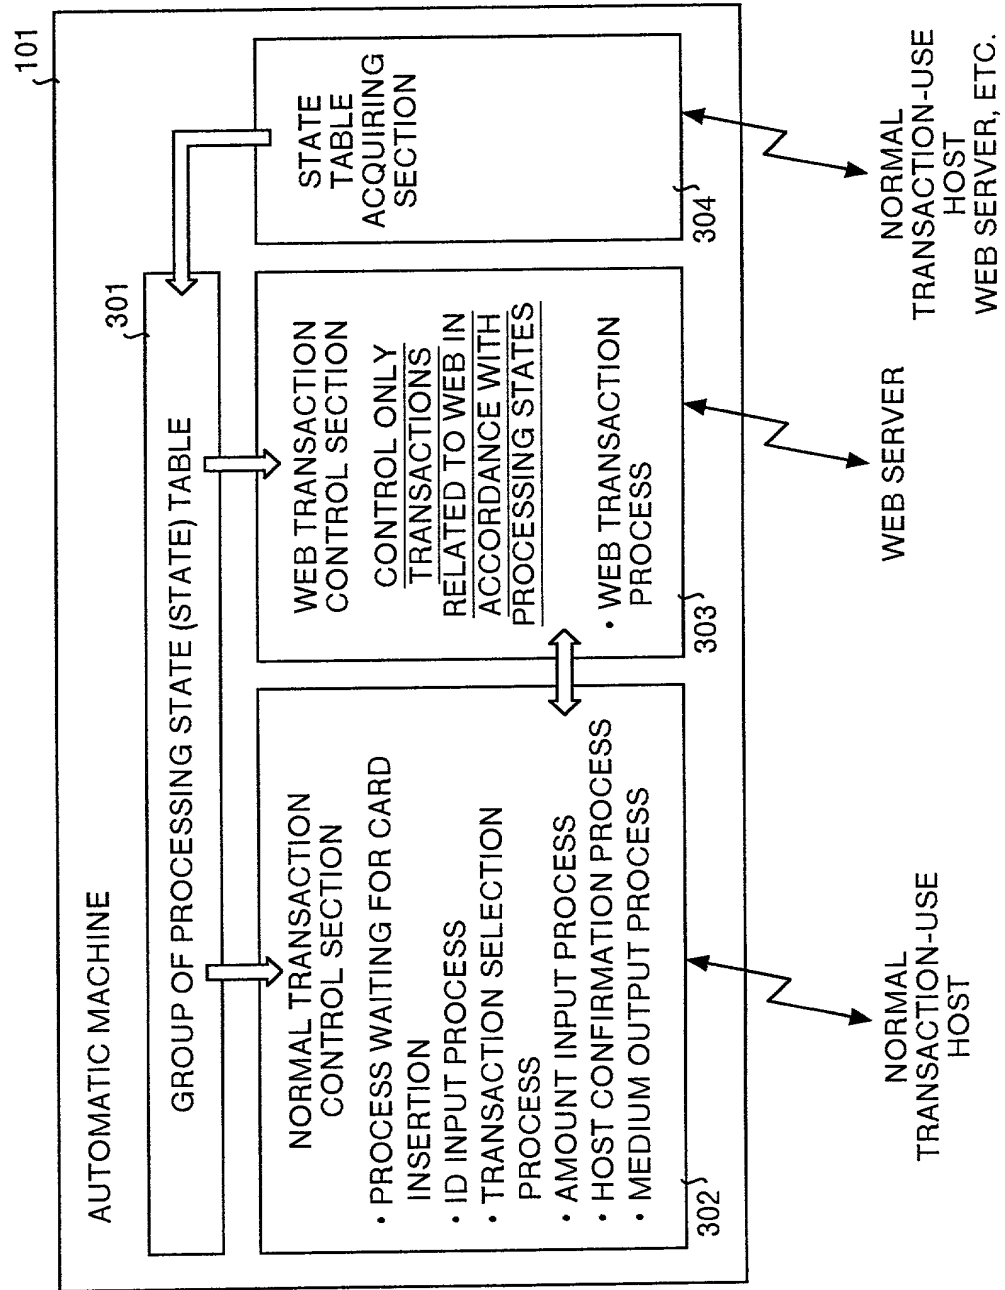 101
AUTOMATIC MACHINE
301
GROUP OF PROCESSING STATE (STATE) TABLE
NORMAL TRANSACTION
CONTROL SECTION
• PROCESS WAITING FOR CARD
INSERTION
• ID INPUT PROCESS
• TRANSACTION SELECTION
PROCESS
• AMOUNT INPUT PROCESS
• HOST CONFIRMATION PROCESS
• MEDIUM OUTPUT PROCESS
302
WEB TRANSACTION
CONTROL SECTION
CONTROL ONLY
TRANSACTIONS
RELATED TO WEB IN
ACCORDANCE WITH
PROCESSING STATES
• WEB TRANSACTION
PROCESS
303
STATE
TABLE
ACQUIRING
SECTION
304
NORMAL
TRANSACTION-USE
HOST
WEB SERVER
NORMAL
TRANSACTION-USE
HOST
WEB SERVER, ETC.